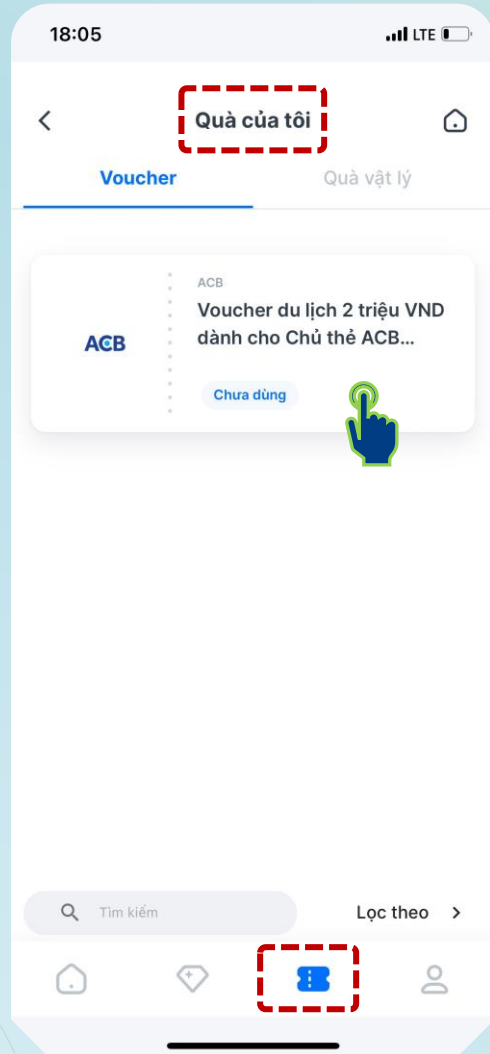 18:05 LTE
Quà của tôi
Voucher Quà vật lý
ACB
ACB
Voucher du lịch 2 triệu VND
dành cho Chủ thẻ ACB...
Chưa dùng
Tìm kiếm Lọc theo